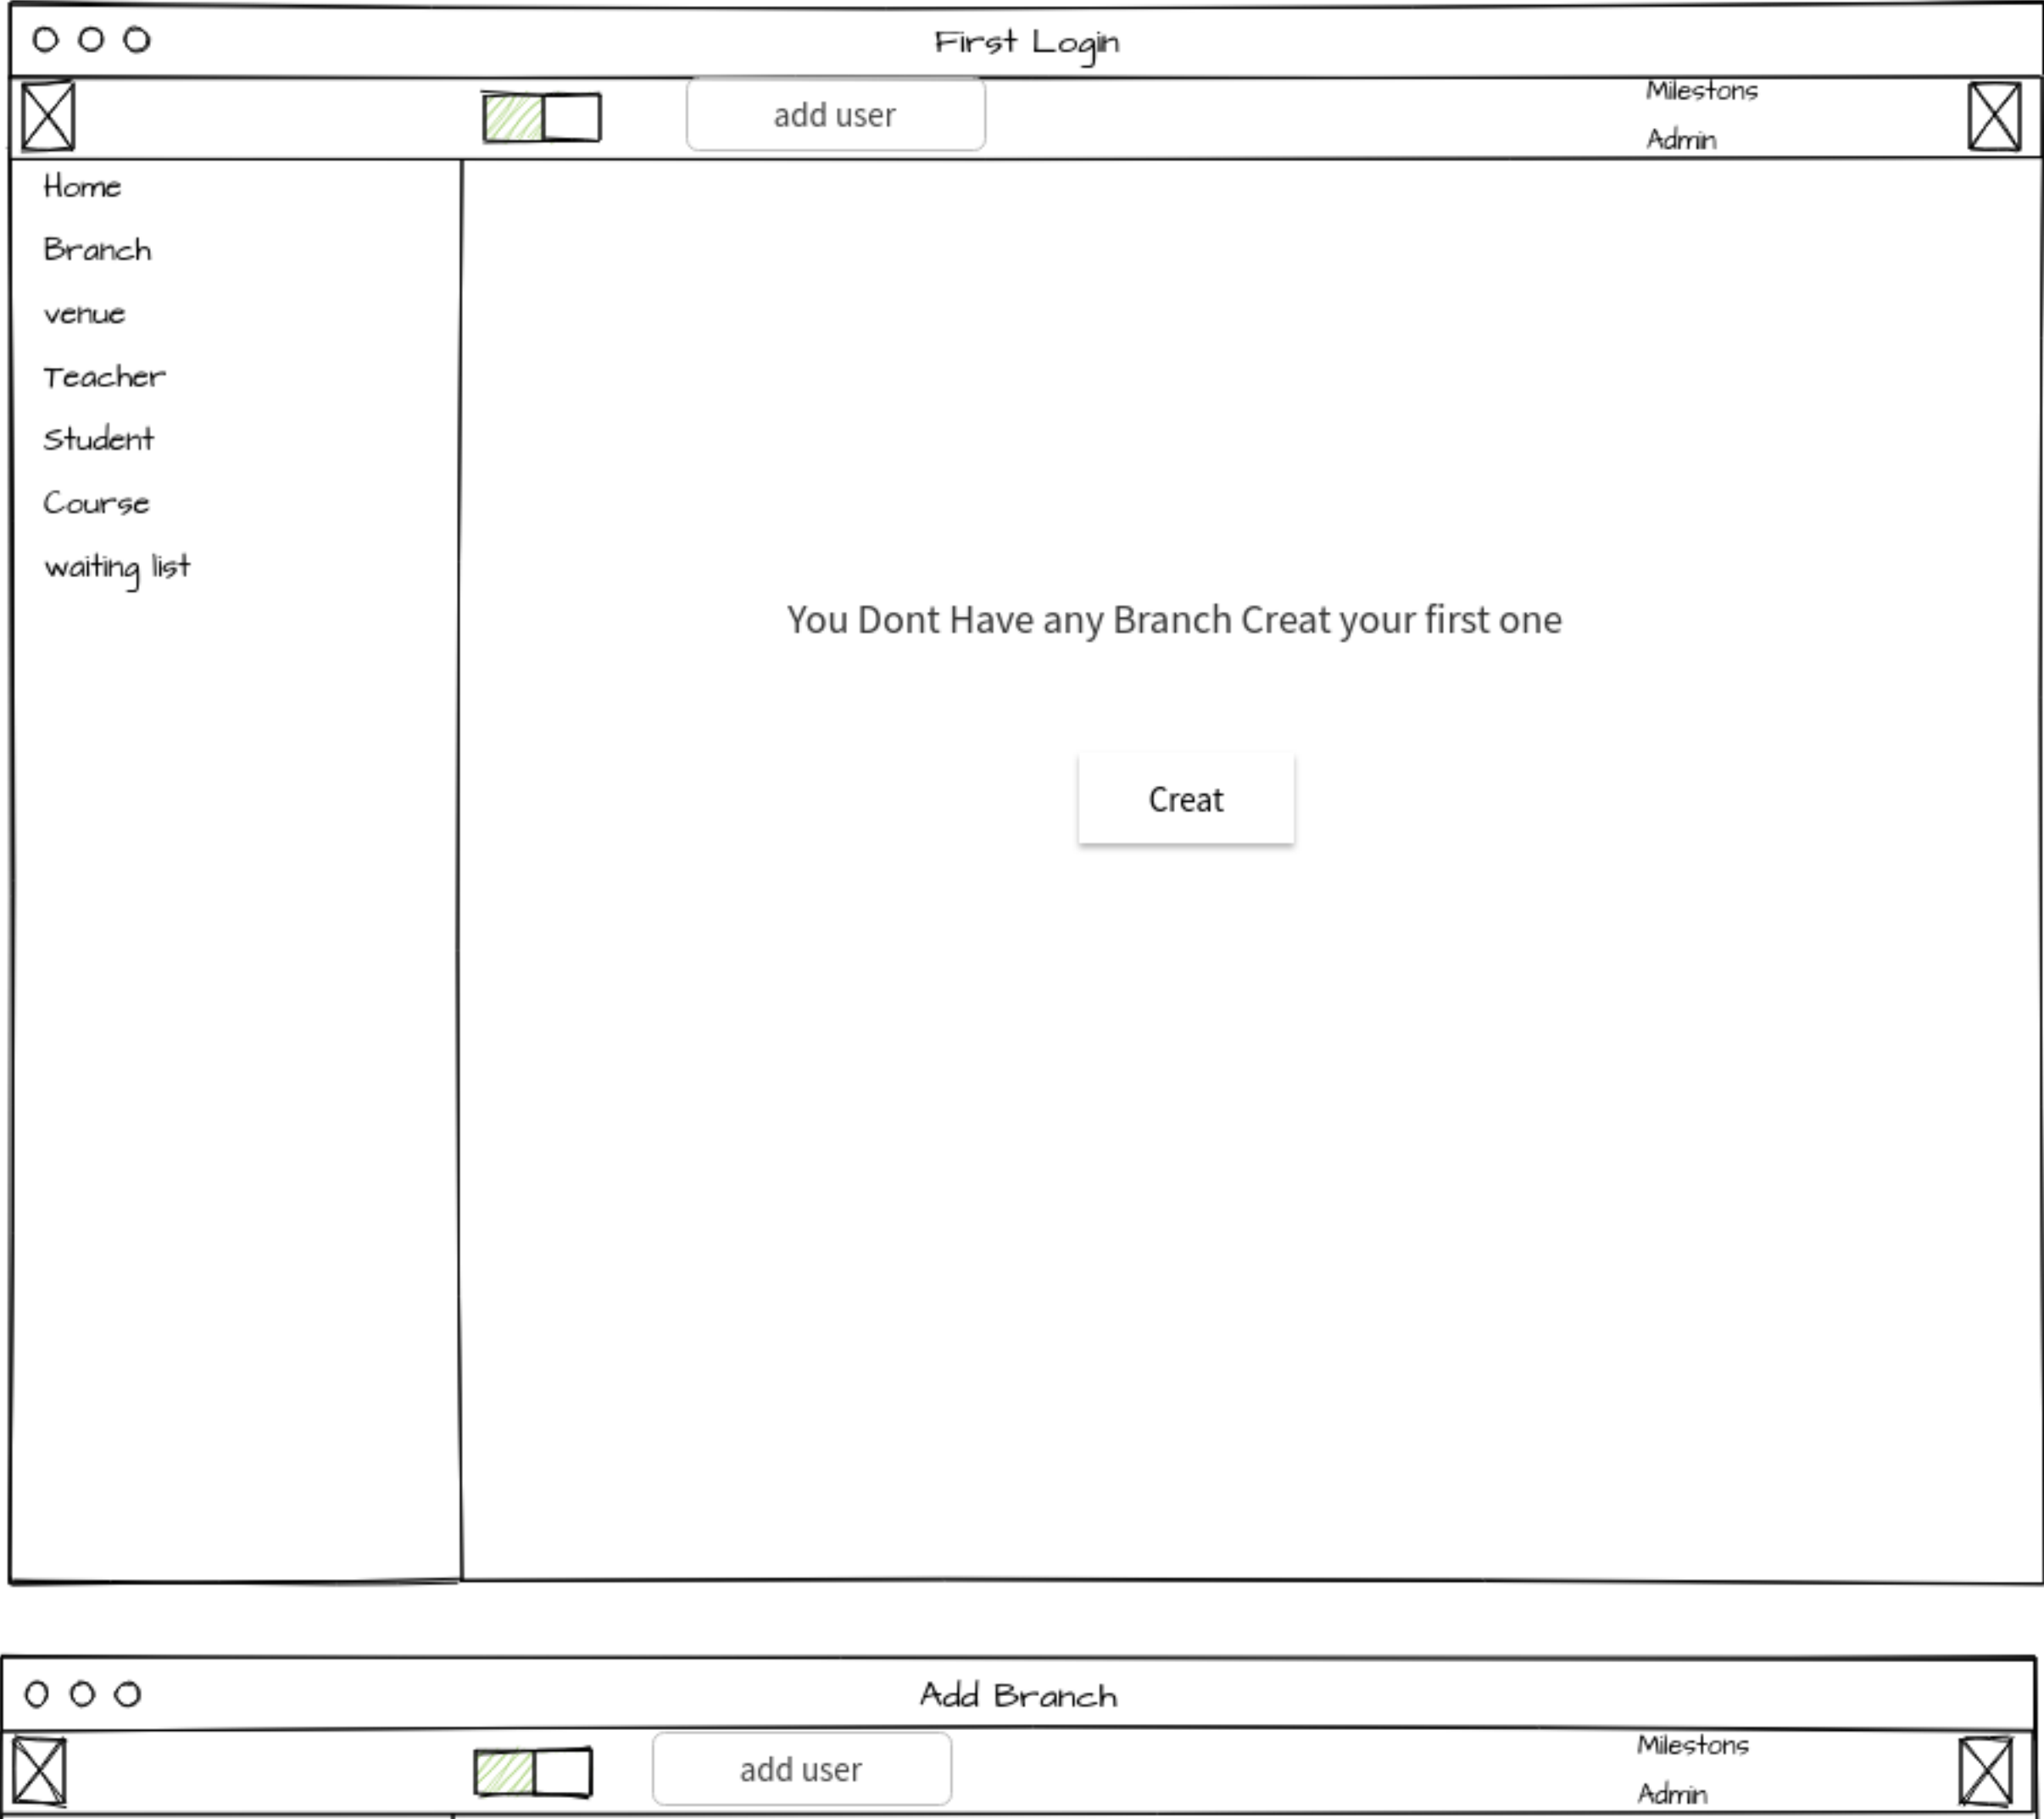 First Login
add user
Milestons
Admin
Home
Branch
venue
Teacher
Student
Course
waiting list
You Dont Have any Branch Creat your first one
Creat
Add Branch
add user
Milestons
Admin